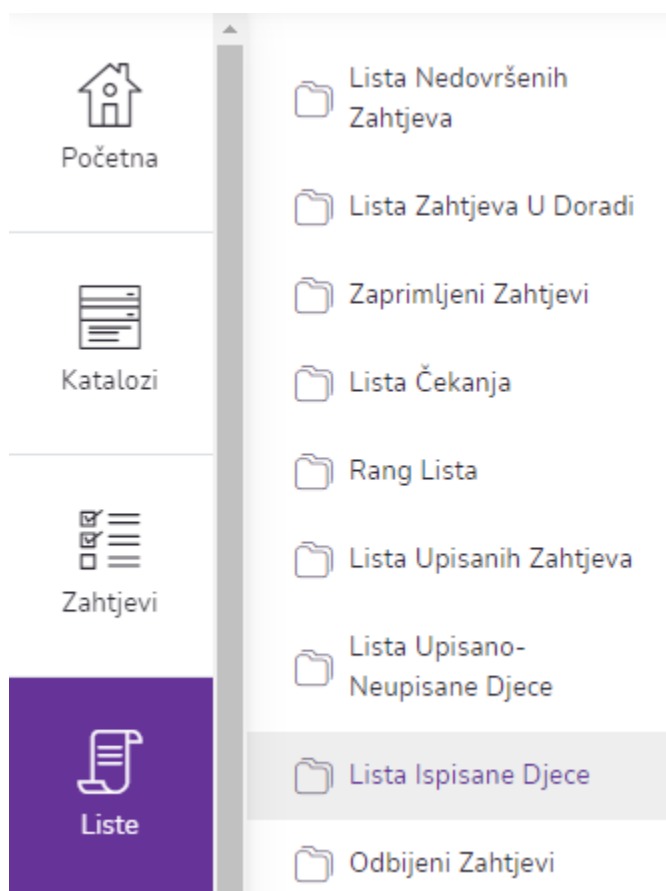 Početna
Katalozi
Zahtjevi
Liste
Lista Nedovršenih
Zahtjeva
Lista Zahtjeva U Doradi
Zaprimljeni Zahtjevi
Lista Čekanja
Rang Lista
Lista Upisanih Zahtjeva
Lista Upisano-
Neupisane Djece
Lista Ispisane Djece
Odbijeni Zahtjevi